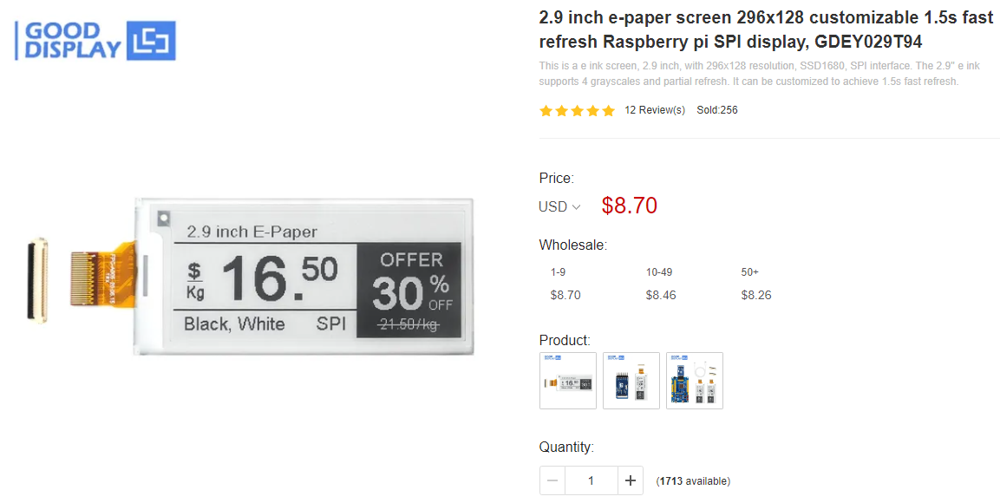 GOOD
DISPLAY
2.9 inch E-Paper
$
Kg
16.50
OFFER
30%
OFF
21.50/kg
Black, White
SPI
2.9 inch e-paper screen 296x128 customizable 1.5s fast
refresh Raspberry pi SPI display, GDEY029T94
This is a e ink screen, 2.9 inch, with 296x128 resolution, SSD1680, SPI interface. The 2.9" e ink
supports 4 grayscales and partial refresh. It can be customized to achieve 1.5s fast refresh.
12 Review(s) Sold:256
Price:
USD $8.70
Wholesale:
1-9 10-49 50+
$8.70 $8.46 $8.26
Product:
Quantity:
− 1 + (1713 available)